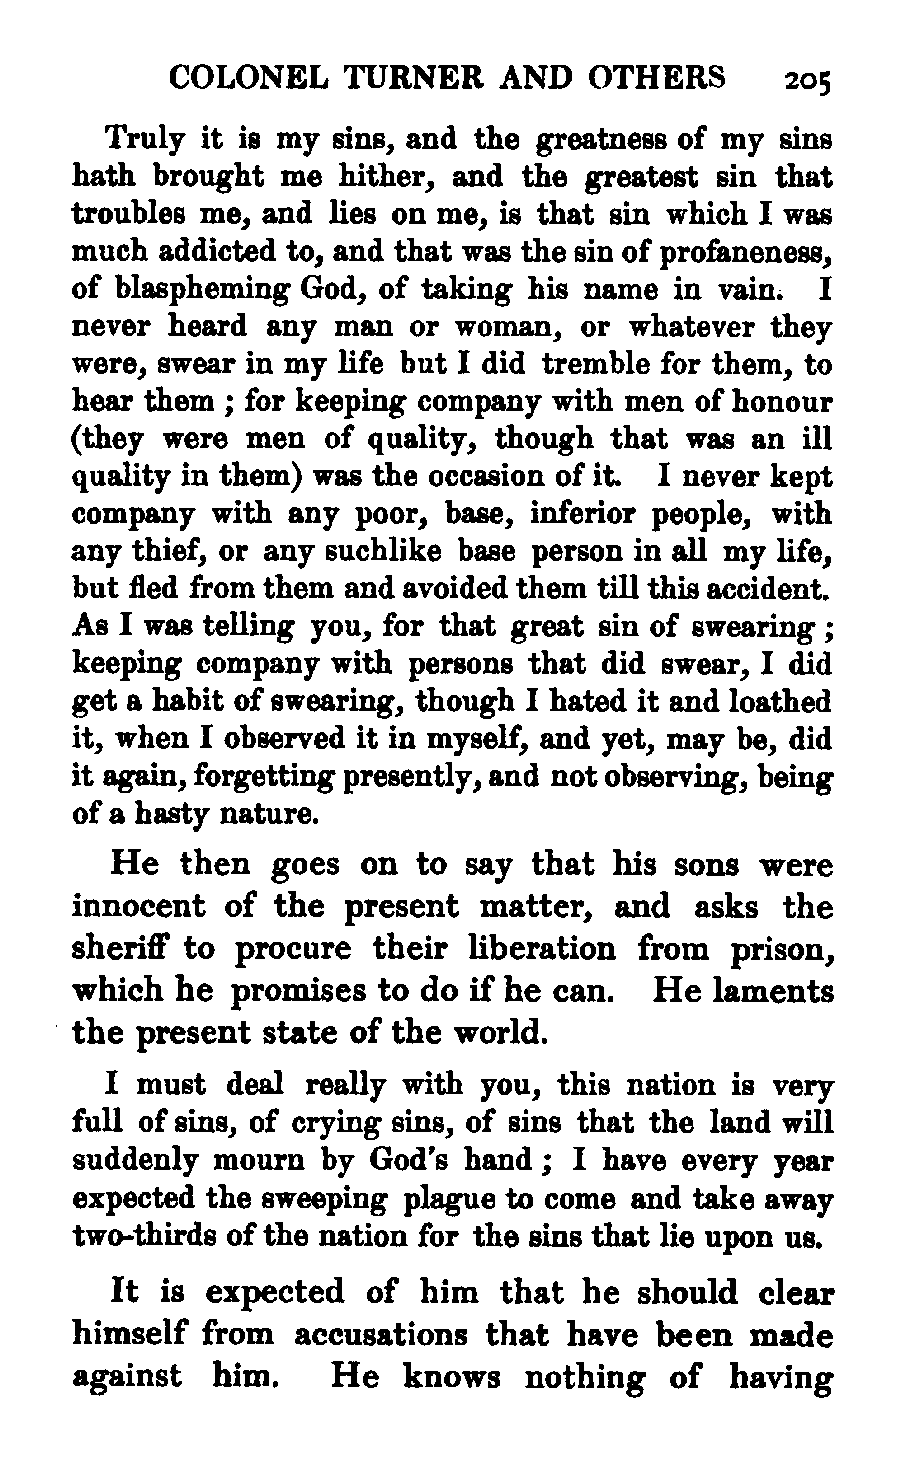 COLONEL TURNER AND OTHERS 205
Truly it is my sins, and the greatness of my sins
hath brought me hither, and the greatest sin that
troubles me, and lies on me, is that sin which I was
much addicted to, and that was the sin of profaneness,
of blaspheming God, of taking his name in vain. I
never heard any man or woman, or whatever they
were, swear in my life but I did tremble for them, to
hear them ; for keeping company with men of honour
(they were men of quality, though that was an ill
quality in them) was the occasion of it. I never kept
company with any poor, base, inferior people, with
any thief, or any suchlike base person in all my life,
but fled from them and avoided them till this accident.
As I was telling you, for that great sin of swearing ;
keeping company with persons that did swear, I did
get a habit of swearing, though I hated it and loathed
it, when I observed it in myself, and yet, may be, did
it again, forgetting presently, and not observing, being
of a hasty nature.
He then goes on to say that his sons were
innocent of the present matter, and asks the
sheriff to procure their liberation from prison,
which he promises to do if he can. He laments
the present state of the world.
I must deal really with you, this nation is very
full of sins, of crying sins, of sins that the land will
suddenly mourn by God's hand ; I have every year
expected the sweeping plague to come and take away
two-thirds of the nation for the sins that lie upon us.
It is expected of him that he should clear
himself from accusations that have been made
against him. He knows nothing of having